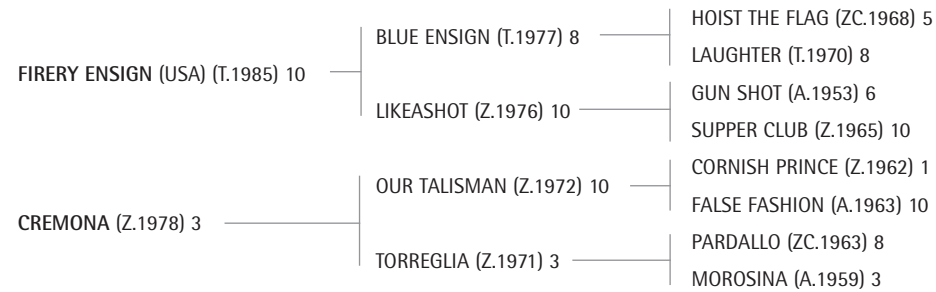 FIRERY ENSIGN (USA) (T.1985) 10
BLUE ENSIGN (T.1977) 8
HOIST THE FLAG (ZC.1968) 5
LAUGHTER (T.1970) 8
LIKEASHOT (Z.1976) 10
GUN SHOT (A.1953) 6
SUPPER CLUB (Z.1965) 10
CREMONA (Z.1978) 3
OUR TALISMAN (Z.1972) 10
CORNISH PRINCE (Z.1962) 1
FALSE FASHION (A.1963) 10
TORREGLIA (Z.1971) 3
PARDALLO (ZC.1963) 8
MOROSINA (A.1959) 3